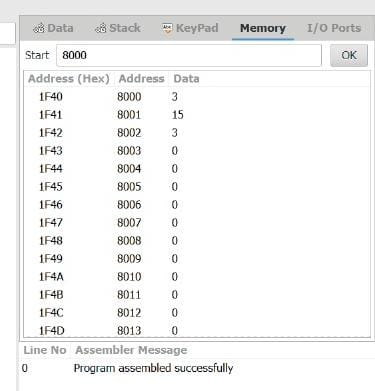 Data Stack KeyPad Memory I/O Ports
Start 8000 OK
Address (Hex) Address Data
1F40 8000 3
1F41 8001 15
1F42 8002 3
1F43 8003 0
1F44 8004 0
1F45 8005 0
1F46 8006 0
1F47 8007 0
1F48 8008 0
1F49 8009 0
1F4A 8010 0
1F4B 8011 0
1F4C 8012 0
1F4D 8013 0
Line No Assembler Message
0 Program assembled successfully